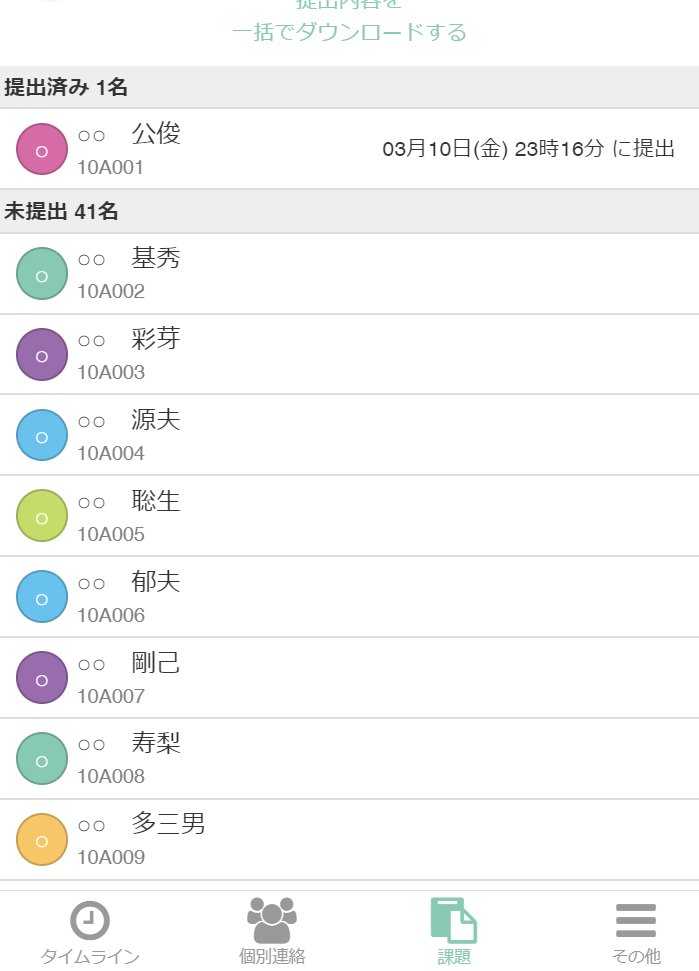 提出内容を
一括でダウンロードする
提出済み 1名
○○ 公俊
10A001
03月10日(金) 23時16分 に提出
未提出 41名
○○ 基秀
10A002
○○ 彩芽
10A003
○○ 源夫
10A004
○○ 聡生
10A005
○○ 郁夫
10A006
○○ 剛己
10A007
○○ 寿梨
10A008
○○ 多三男
10A009
タイムライン
個別連絡
課題
その他